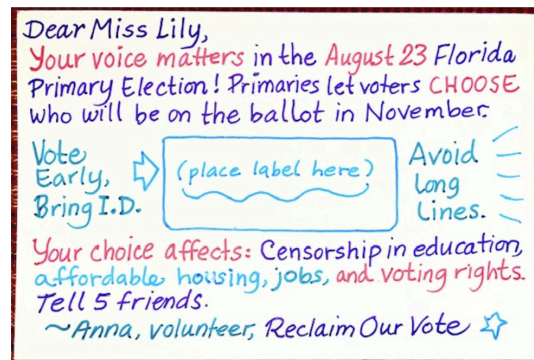 Dear Miss Lily,
Your voice matters in the August 23 Florida
Primary Election! Primaries let voters CHOOSE
who will be on the ballot in November.
Vote
Early,
Bring I.D.
(place label here)
Avoid
Long
Lines.
Your choice affects: Censorship in education,
affordable housing, jobs, and voting rights.
Tell 5 friends.
~Anna, volunteer, Reclaim Our Vote